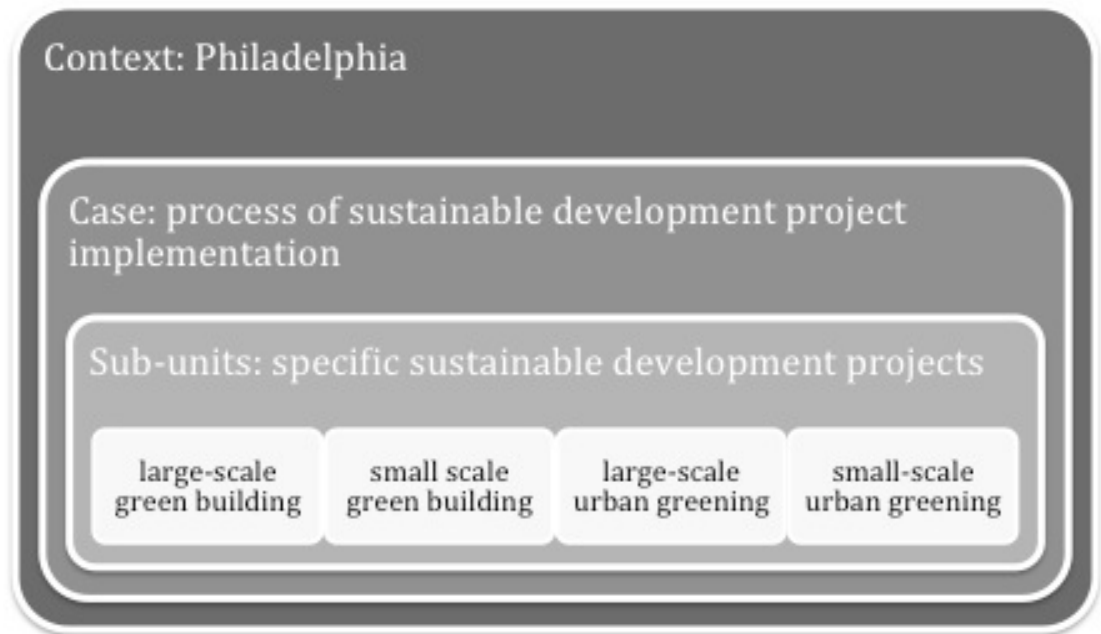 Context: Philadelphia
Case: process of sustainable development project
implementation
Sub-units: specific sustainable development projects
large-scale
green building
small scale
green building
large-scale
urban greening
small-scale
urban greening